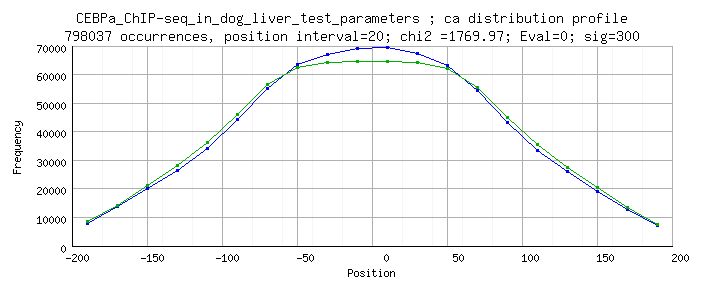 CEBPa_ChIP-seq_in_dog_liver_test_parameters ; ca distribution profile
798037 occurrences, position interval=20; chi2 =1769.97; Eval=0; sig=300
70000
60000
50000
40000
30000
20000
10000
0
Frequency
-200 -150 -100 -50 0 50 100 150 200
Position